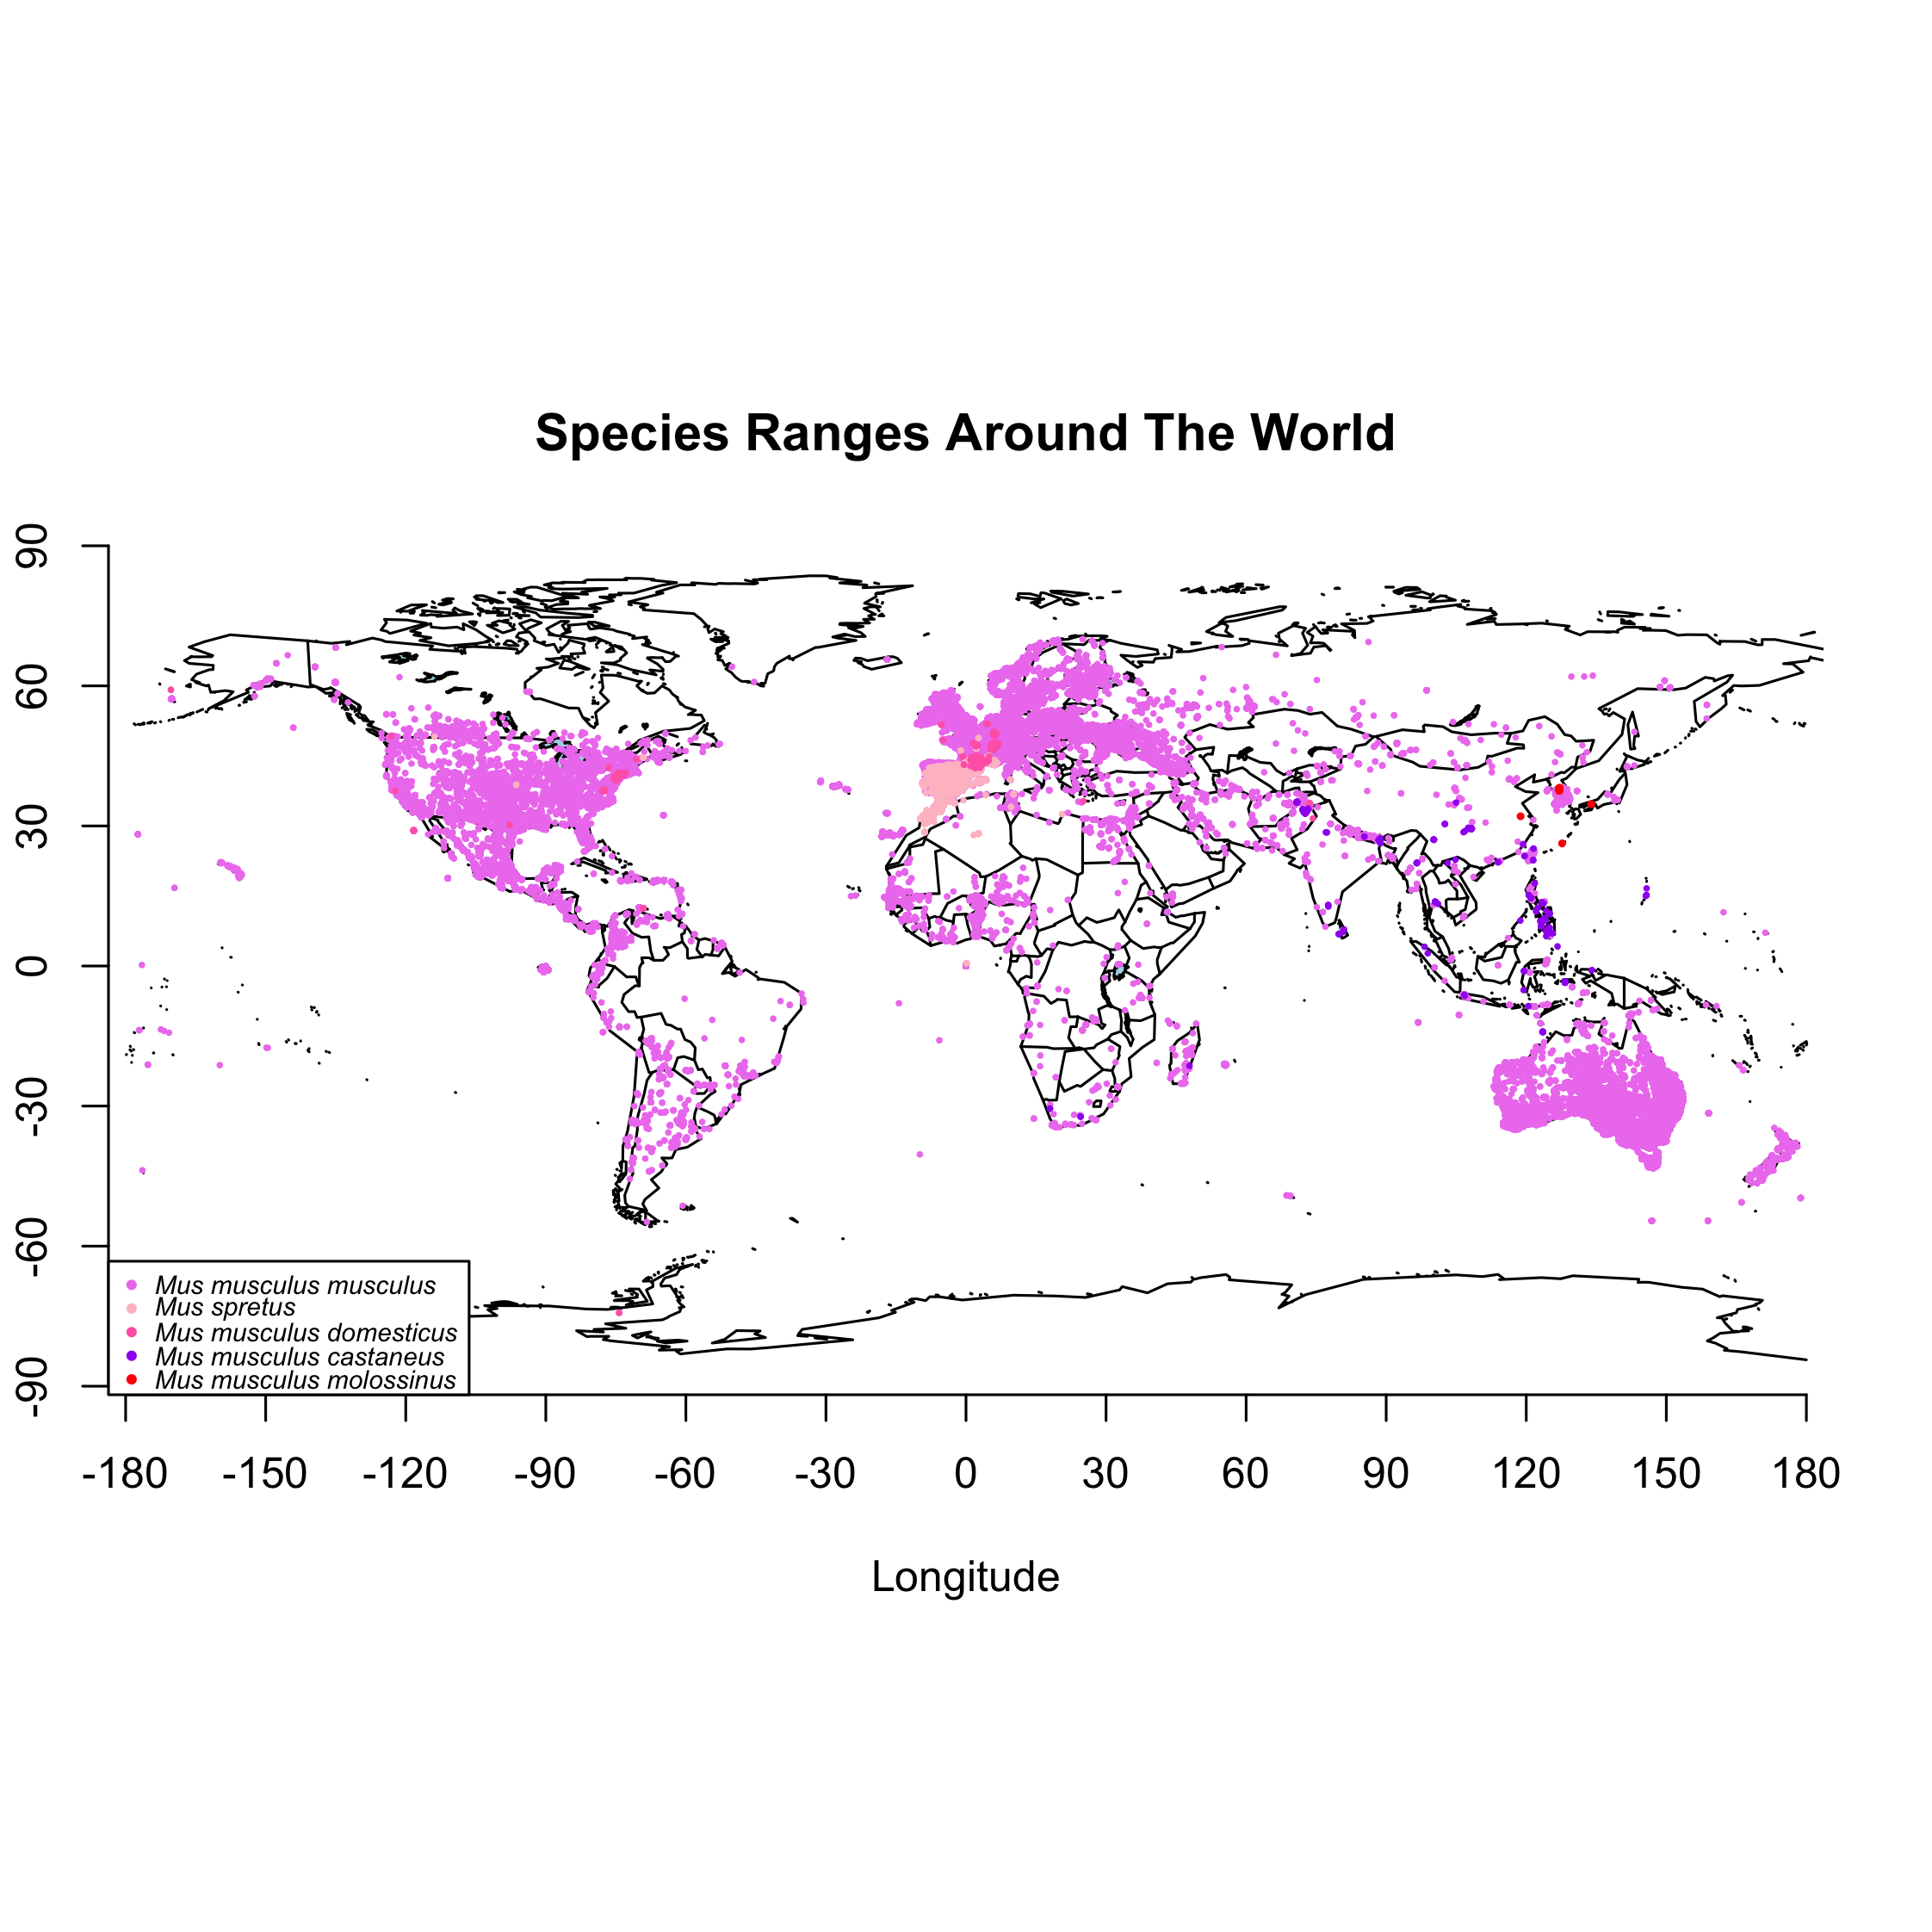 Species Ranges Around The World
90
60
30
0
-30
-60
-90
Mus musculus musculus
Mus spretus
Mus musculus domesticus
Mus musculus castaneus
Mus musculus molossinus
-180 -150 -120 -90 -60 -30 0 30 60 90 120 150 180
Longitude